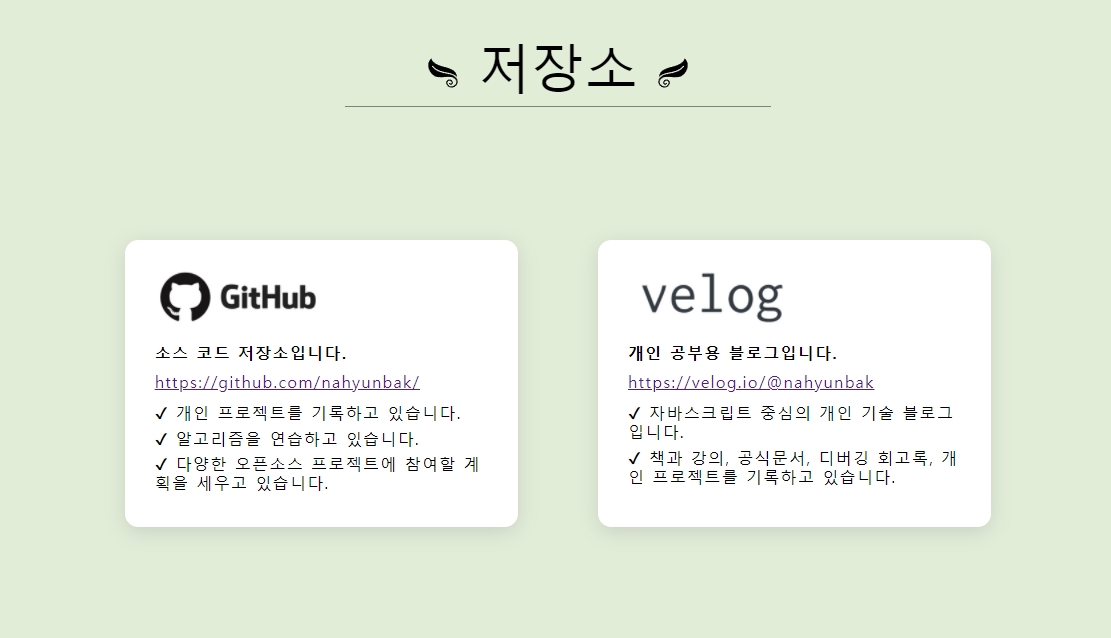 저장소
GitHub
소스 코드 저장소입니다.
https://github.com/nahyunbak/
✔ 개인 프로젝트를 기록하고 있습니다.
✔ 알고리즘을 연습하고 있습니다.
✔ 다양한 오픈소스 프로젝트에 참여할 계
획을 세우고 있습니다.
velog
개인 공부용 블로그입니다.
https://velog.io/@nahyunbak
✔ 자바스크립트 중심의 개인 기술 블로그
입니다.
✔ 책과 강의, 공식문서, 디버깅 회고록, 개
인 프로젝트를 기록하고 있습니다.